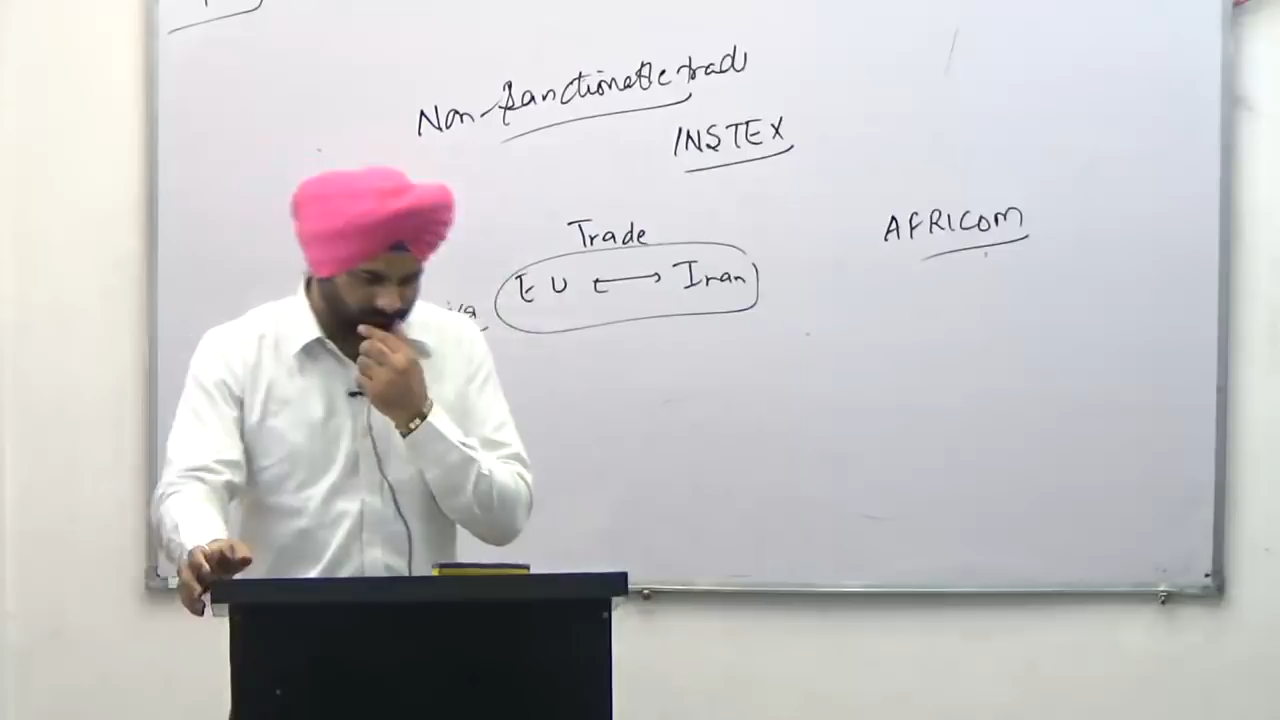 Non-sanctionable trade
INSTEX
AFRICOM
Trade
EU ⟷ Iran